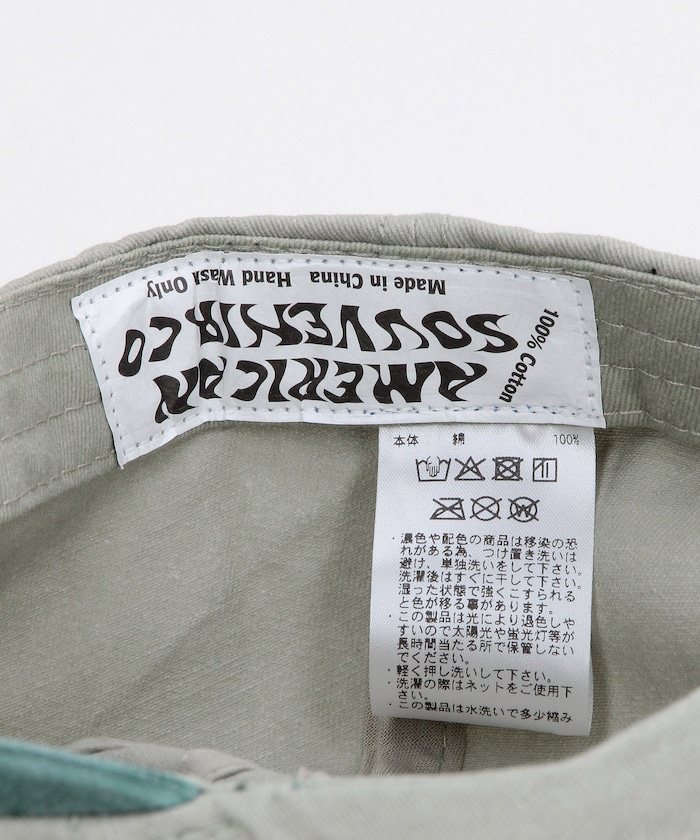 100% Cotton
AMERICAN
SOUVENIR CO
Made in China Hand Wash Only
本体 綿 100%
・濃色や配色の商品は移染の恐
れがある為、つけ置き洗いは
避け、単独洗いをして下さい。
洗濯後はすぐに干して下さい。
湿った状態で強くこすられる
と色が移る事があります。
・この製品は光により退色しや
すいので太陽光や蛍光灯等が
長時間当たる所で保管しない
でください。
・軽く押し洗いして下さい。
・洗濯の際はネットをご使用下
さい。
・この製品は水洗いで多少縮み